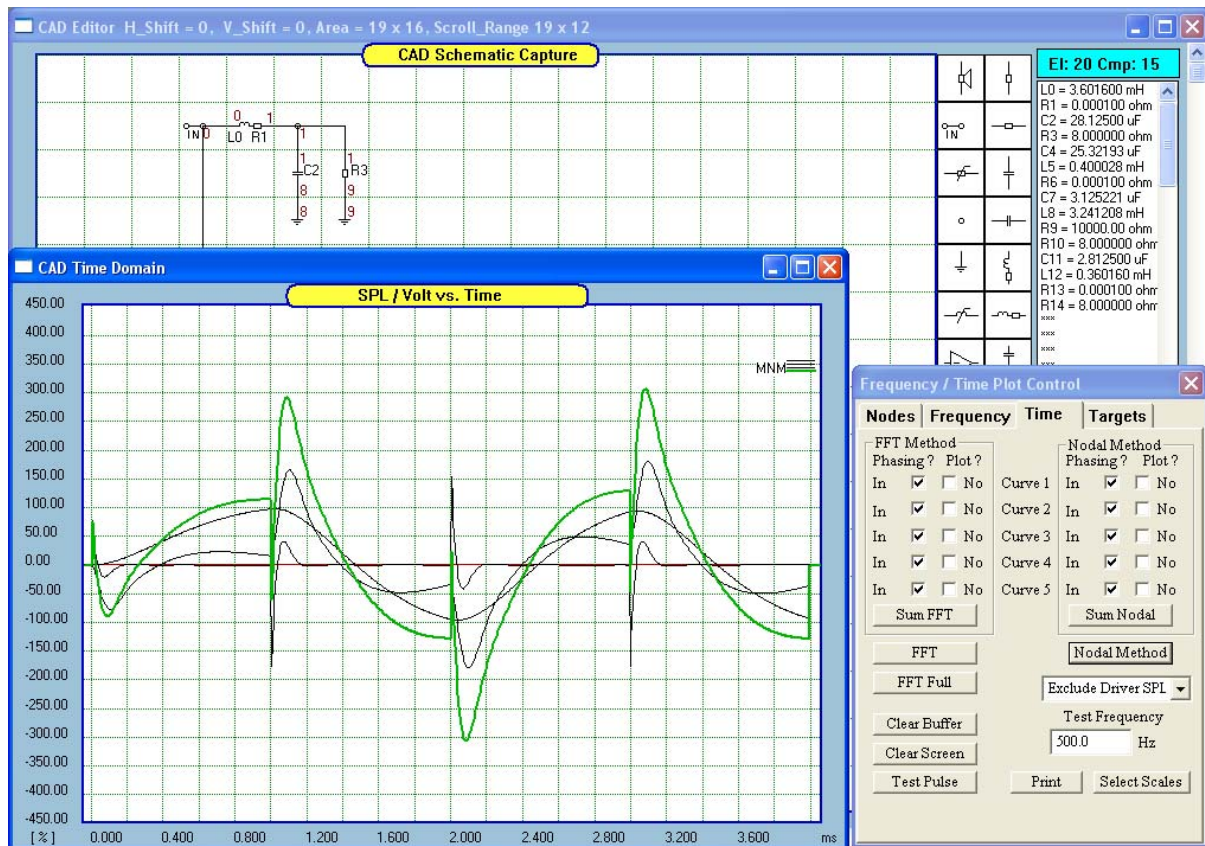 CAD Editor H_Shift = 0, V_Shift = 0, Area = 19 x 16, Scroll_Range 19 x 12
CAD Schematic Capture
El: 20 Cmp: 15
L0 = 3.601600 mH
R1 = 0.000100 ohm
C2 = 28.12500 uF
R3 = 8.000000 ohm
C4 = 25.32193 uF
L5 = 0.400028 mH
R6 = 0.000100 ohm
C7 = 3.125221 uF
L8 = 3.241208 mH
R9 = 10000.00 ohm
R10 = 8.000000 ohm
C11 = 2.812500 uF
L12 = 0.360160 mH
R13 = 0.000100 ohm
R14 = 8.000000 ohm
***
***
***
0 1
IN 0 L0 R1 1
1 1
C2 R3
8 9
8 9
IN
CAD Time Domain
SPL / Volt vs. Time
450.00
400.00
350.00
300.00
250.00
200.00
150.00
100.00
50.00
0.00
-50.00
-100.00
-150.00
-200.00
-250.00
-300.00
-350.00
-400.00
-450.00
MNM
[ % ] 0.000 0.400 0.800 1.200 1.600 2.000 2.400 2.800 3.200 3.600 ms
Frequency / Time Plot Control
Nodes Frequency Time Targets
FFT Method Nodal Method
Phasing ? Plot ? Phasing ? Plot ?
In No Curve 1 In No
In No Curve 2 In No
In No Curve 3 In No
In No Curve 4 In No
In No Curve 5 In No
Sum FFT Sum Nodal
FFT Nodal Method
FFT Full Exclude Driver SPL
Clear Buffer Test Frequency
500.0 Hz
Clear Screen
Test Pulse Print Select Scales